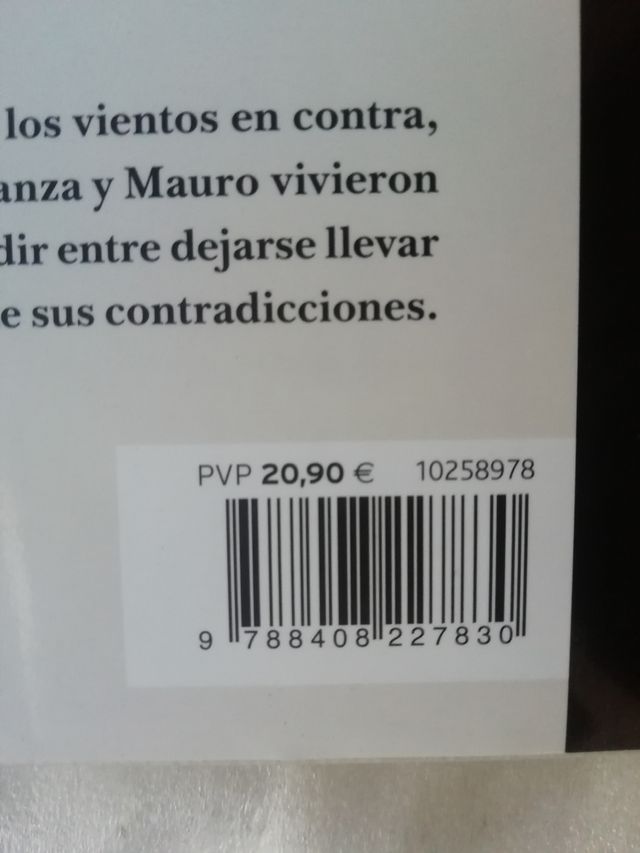 los vientos en contra,
anza y Mauro vivieron
dir entre dejarse llevar
e sus contradicciones.
PVP 20,90 € 10258978
9 788408 227830